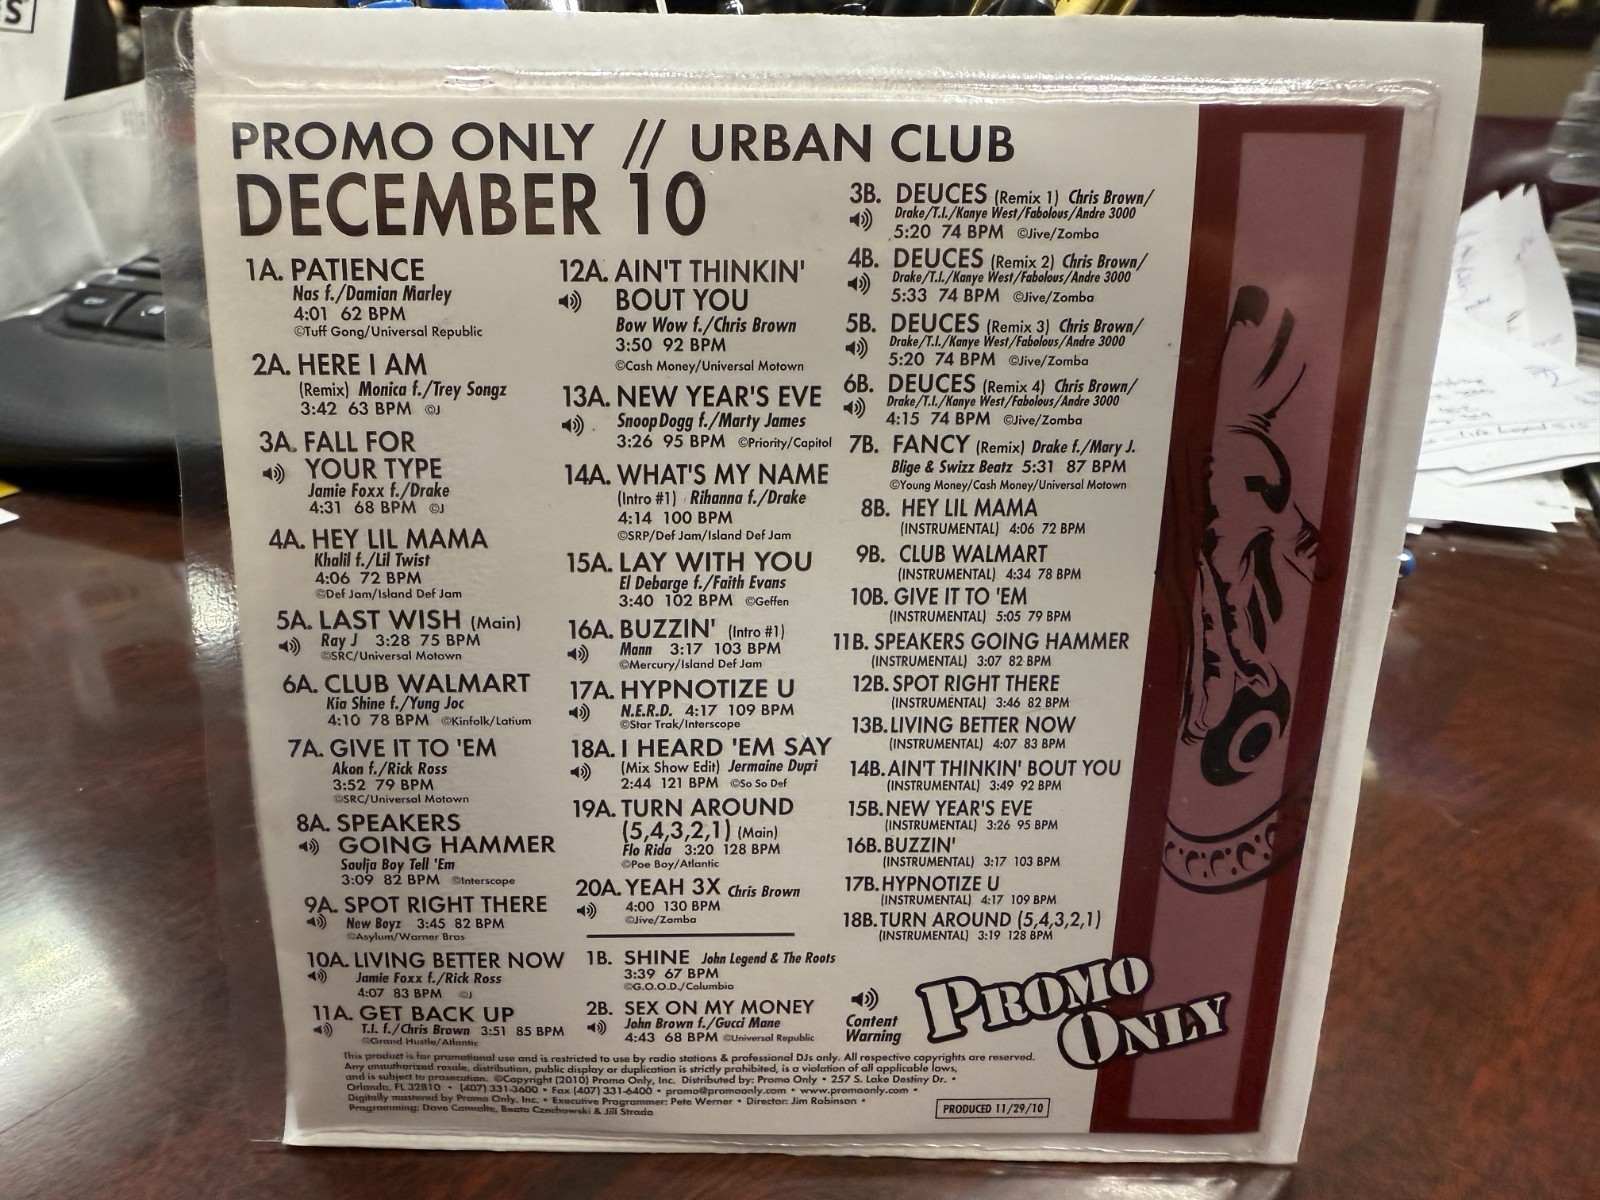 PROMO ONLY // URBAN CLUB
DECEMBER 10
1A. PATIENCE
Nas f./Damian Marley
4:01 62 BPM
©Tuff Gong/Universal Republic
2A. HERE I AM
(Remix) Monica f./Trey Songz
3:42 63 BPM ©J
3A. FALL FOR
YOUR TYPE
Jamie Foxx f./Drake
4:31 68 BPM ©J
4A. HEY LIL MAMA
Khalil f./Lil Twist
4:06 72 BPM
©Def Jam/Island Def Jam
5A. LAST WISH (Main)
Ray J 3:28 75 BPM
©SRC/Universal Motown
6A. CLUB WALMART
Kia Shine f./Yung Joc
4:10 78 BPM ©Kinfolk/Latium
7A. GIVE IT TO 'EM
Akon f./Rick Ross
3:52 79 BPM
©SRC/Universal Motown
8A. SPEAKERS
GOING HAMMER
Soulja Boy Tell 'Em
3:09 82 BPM ©Interscope
9A. SPOT RIGHT THERE
New Boyz 3:45 82 BPM
©Asylum/Warner Bros
10A. LIVING BETTER NOW
Jamie Foxx f./Rick Ross
4:07 83 BPM ©J
11A. GET BACK UP
T.I. f./Chris Brown 3:51 85 BPM
©Grand Hustle/Atlantic
12A. AIN'T THINKIN'
BOUT YOU
Bow Wow f./Chris Brown
3:50 92 BPM
©Cash Money/Universal Motown
13A. NEW YEAR'S EVE
Snoop Dogg f./Marty James
3:26 95 BPM ©Priority/Capitol
14A. WHAT'S MY NAME
(Intro #1) Rihanna f./Drake
4:14 100 BPM
©SRP/Def Jam/Island Def Jam
15A. LAY WITH YOU
El Debarge f./Faith Evans
3:40 102 BPM ©Geffen
16A. BUZZIN' (Intro #1)
Mann 3:17 103 BPM
©Mercury/Island Def Jam
17A. HYPNOTIZE U
N.E.R.D. 4:17 109 BPM
©Star Trak/Interscope
18A. I HEARD 'EM SAY
(Mix Show Edit) Jermaine Dupri
2:44 121 BPM ©So So Def
19A. TURN AROUND
(5,4,3,2,1) (Main)
Flo Rida 3:20 128 BPM
©Poe Boy/Atlantic
20A. YEAH 3X Chris Brown
4:00 130 BPM
©Jive/Zomba
1B. SHINE John Legend & The Roots
3:39 67 BPM
©G.O.O.D./Columbia
2B. SEX ON MY MONEY
John Brown f./Gucci Mane
4:43 68 BPM ©Universal Republic
3B. DEUCES (Remix 1) Chris Brown/
Drake/T.I./Kanye West/Fabolous/Andre 3000
5:20 74 BPM ©Jive/Zomba
4B. DEUCES (Remix 2) Chris Brown/
Drake/T.I./Kanye West/Fabolous/Andre 3000
5:33 74 BPM ©Jive/Zomba
5B. DEUCES (Remix 3) Chris Brown/
Drake/T.I./Kanye West/Fabolous/Andre 3000
5:20 74 BPM ©Jive/Zomba
6B. DEUCES (Remix 4) Chris Brown/
Drake/T.I./Kanye West/Fabolous/Andre 3000
4:15 74 BPM ©Jive/Zomba
7B. FANCY (Remix) Drake f./Mary J.
Blige & Swizz Beatz 5:31 87 BPM
©Young Money/Cash Money/Universal Motown
8B. HEY LIL MAMA
(INSTRUMENTAL) 4:06 72 BPM
9B. CLUB WALMART
(INSTRUMENTAL) 4:34 78 BPM
10B. GIVE IT TO 'EM
(INSTRUMENTAL) 5:05 79 BPM
11B. SPEAKERS GOING HAMMER
(INSTRUMENTAL) 3:07 82 BPM
12B. SPOT RIGHT THERE
(INSTRUMENTAL) 3:46 82 BPM
13B. LIVING BETTER NOW
(INSTRUMENTAL) 4:07 83 BPM
14B. AIN'T THINKIN' BOUT YOU
(INSTRUMENTAL) 3:49 92 BPM
15B. NEW YEAR'S EVE
(INSTRUMENTAL) 3:26 95 BPM
16B. BUZZIN'
(INSTRUMENTAL) 3:17 103 BPM
17B. HYPNOTIZE U
(INSTRUMENTAL) 4:17 109 BPM
18B. TURN AROUND (5,4,3,2,1)
(INSTRUMENTAL) 3:19 128 BPM
Content
Warning
PROMO
ONLY
This product is for promotional use and is restricted to use by radio stations & professional DJs only. All respective copyrights are reserved.
Any unauthorized resale, distribution, public display or duplication is strictly prohibited, is a violation of all applicable laws,
and is subject to prosecution. ©Copyright (2010) Promo Only, Inc. Distributed by: Promo Only • 257 S. Lake Destiny Dr. •
Orlando, FL 32810 • (407) 331-3600 • Fax (407) 331-6400 • promo@promoonly.com • www.promoonly.com •
Digitally mastered by Promo Only, Inc. • Executive Programmer: Pete Werner • Director: Jim Robinson •
Programming: Dave Cannalte, Beata Czechowski & Jill Strada
PRODUCED 11/29/10